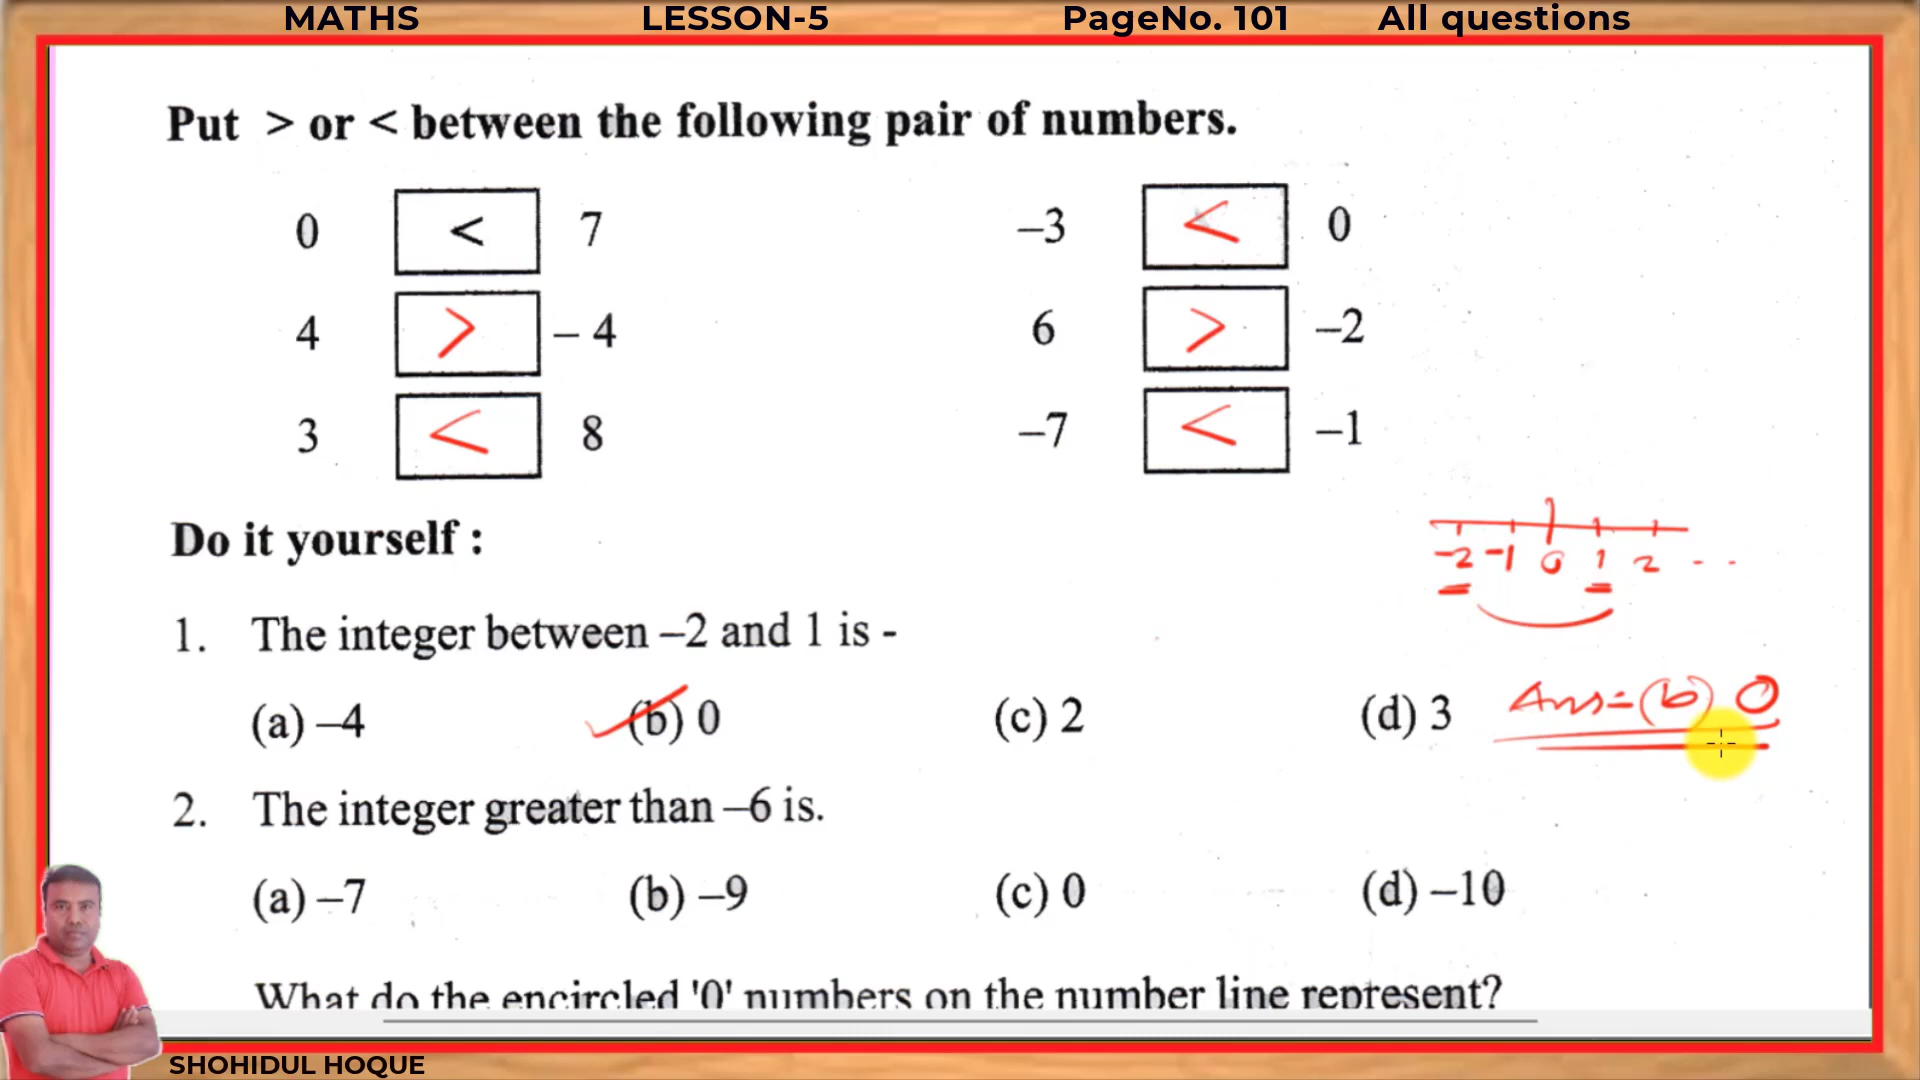 MATHS LESSON-5 PageNo. 101 All questions
Put > or < between the following pair of numbers.
0 < 7 –3 < 0
4 > – 4 6 > –2
3 < 8 –7 < –1
Do it yourself :
-2 -1 0 1 2 . .
1. The integer between –2 and 1 is -
(a) –4 (b) 0 (c) 2 (d) 3 Ans=(b) 0
2. The integer greater than –6 is.
(a) –7 (b) –9 (c) 0 (d) –10
What do the encircled '0' numbers on the number line represent?
SHOHIDUL HOQUE